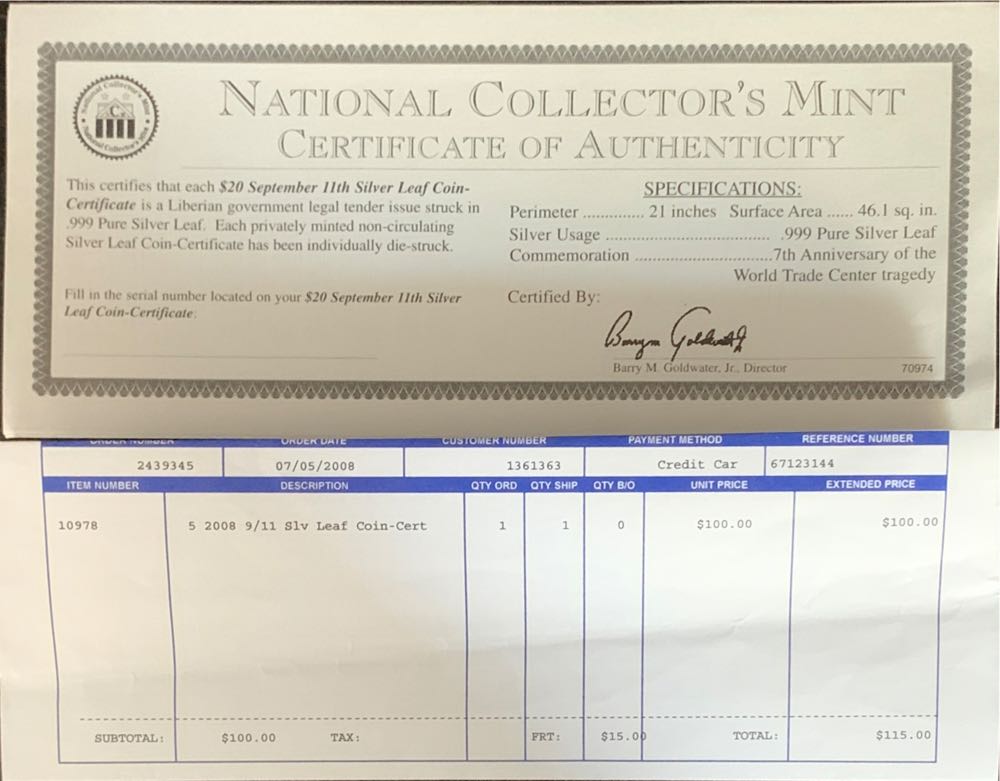 NATIONAL COLLECTOR'S MINT
CERTIFICATE OF AUTHENTICITY
This certifies that each $20 September 11th Silver Leaf Coin-
Certificate is a Liberian government legal tender issue struck in
.999 Pure Silver Leaf. Each privately minted non-circulating
Silver Leaf Coin-Certificate has been individually die-struck.
Fill in the serial number located on your $20 September 11th Silver
Leaf Coin-Certificate.
SPECIFICATIONS:
Perimeter ............. 21 inches Surface Area ...... 46.1 sq. in.
Silver Usage .................................. .999 Pure Silver Leaf
Commemoration ............................7th Anniversary of the
World Trade Center tragedy
Certified By:
Barry M. Goldwater, Jr., Director
70974
ORDER NUMBER ORDER DATE CUSTOMER NUMBER PAYMENT METHOD REFERENCE NUMBER
2439345 07/05/2008 1361363 Credit Car 67123144
ITEM NUMBER DESCRIPTION QTY ORD QTY SHIP QTY B/O UNIT PRICE EXTENDED PRICE
10978 5 2008 9/11 Slv Leaf Coin-Cert 1 1 0 $100.00 $100.00
SUBTOTAL: $100.00 TAX: FRT: $15.00 TOTAL: $115.00